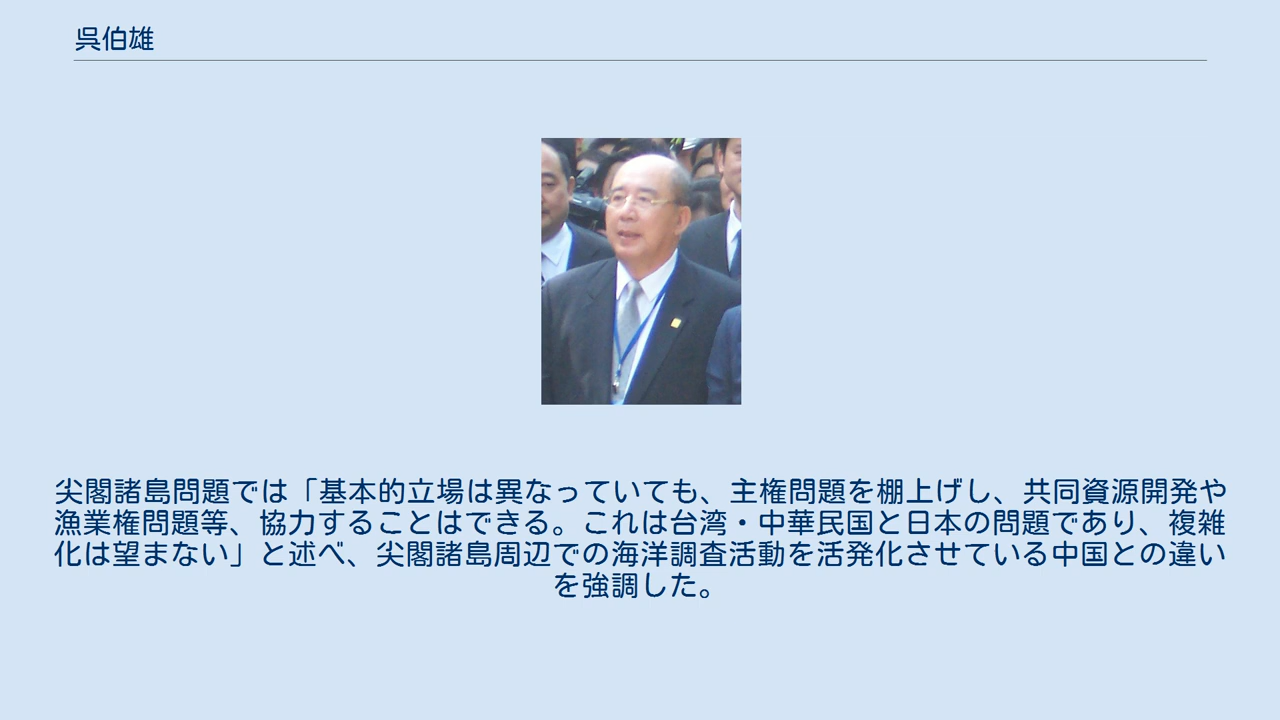 呉伯雄
尖閣諸島問題では「基本的立場は異なっていても、主権問題を棚上げし、共同資源開発や
漁業権問題等、協力することはできる。これは台湾・中華民国と日本の問題であり、複雑
化は望まない」と述べ、尖閣諸島周辺での海洋調査活動を活発化させている中国との違い
を強調した。